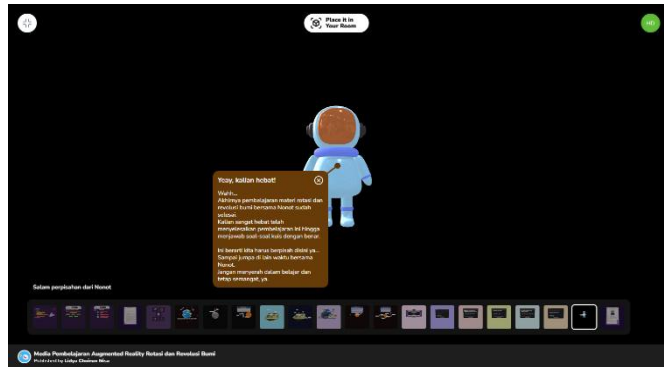 Place it in
Your Room
HD
Yeay, kalian hebat!
Wahh...
Akhirnya pembelajaran materi rotasi dan
revolusi bumi bersama Nonot sudah
selesai.
Kalian sangat hebat telah
menyelesaikan pembelajaran ini hingga
menjawab soal-soal kuis dengan benar.
Ini berarti kita harus berpisah disini ya...
Sampai jumpa di lain waktu bersama
Nonot.
Jangan menyerah dalam belajar dan
tetap semangat, ya
Salam perpisahan dari Nonot
Media Pembelajaran Augmented Reality Rotasi dan Revolusi Bumi
Published by